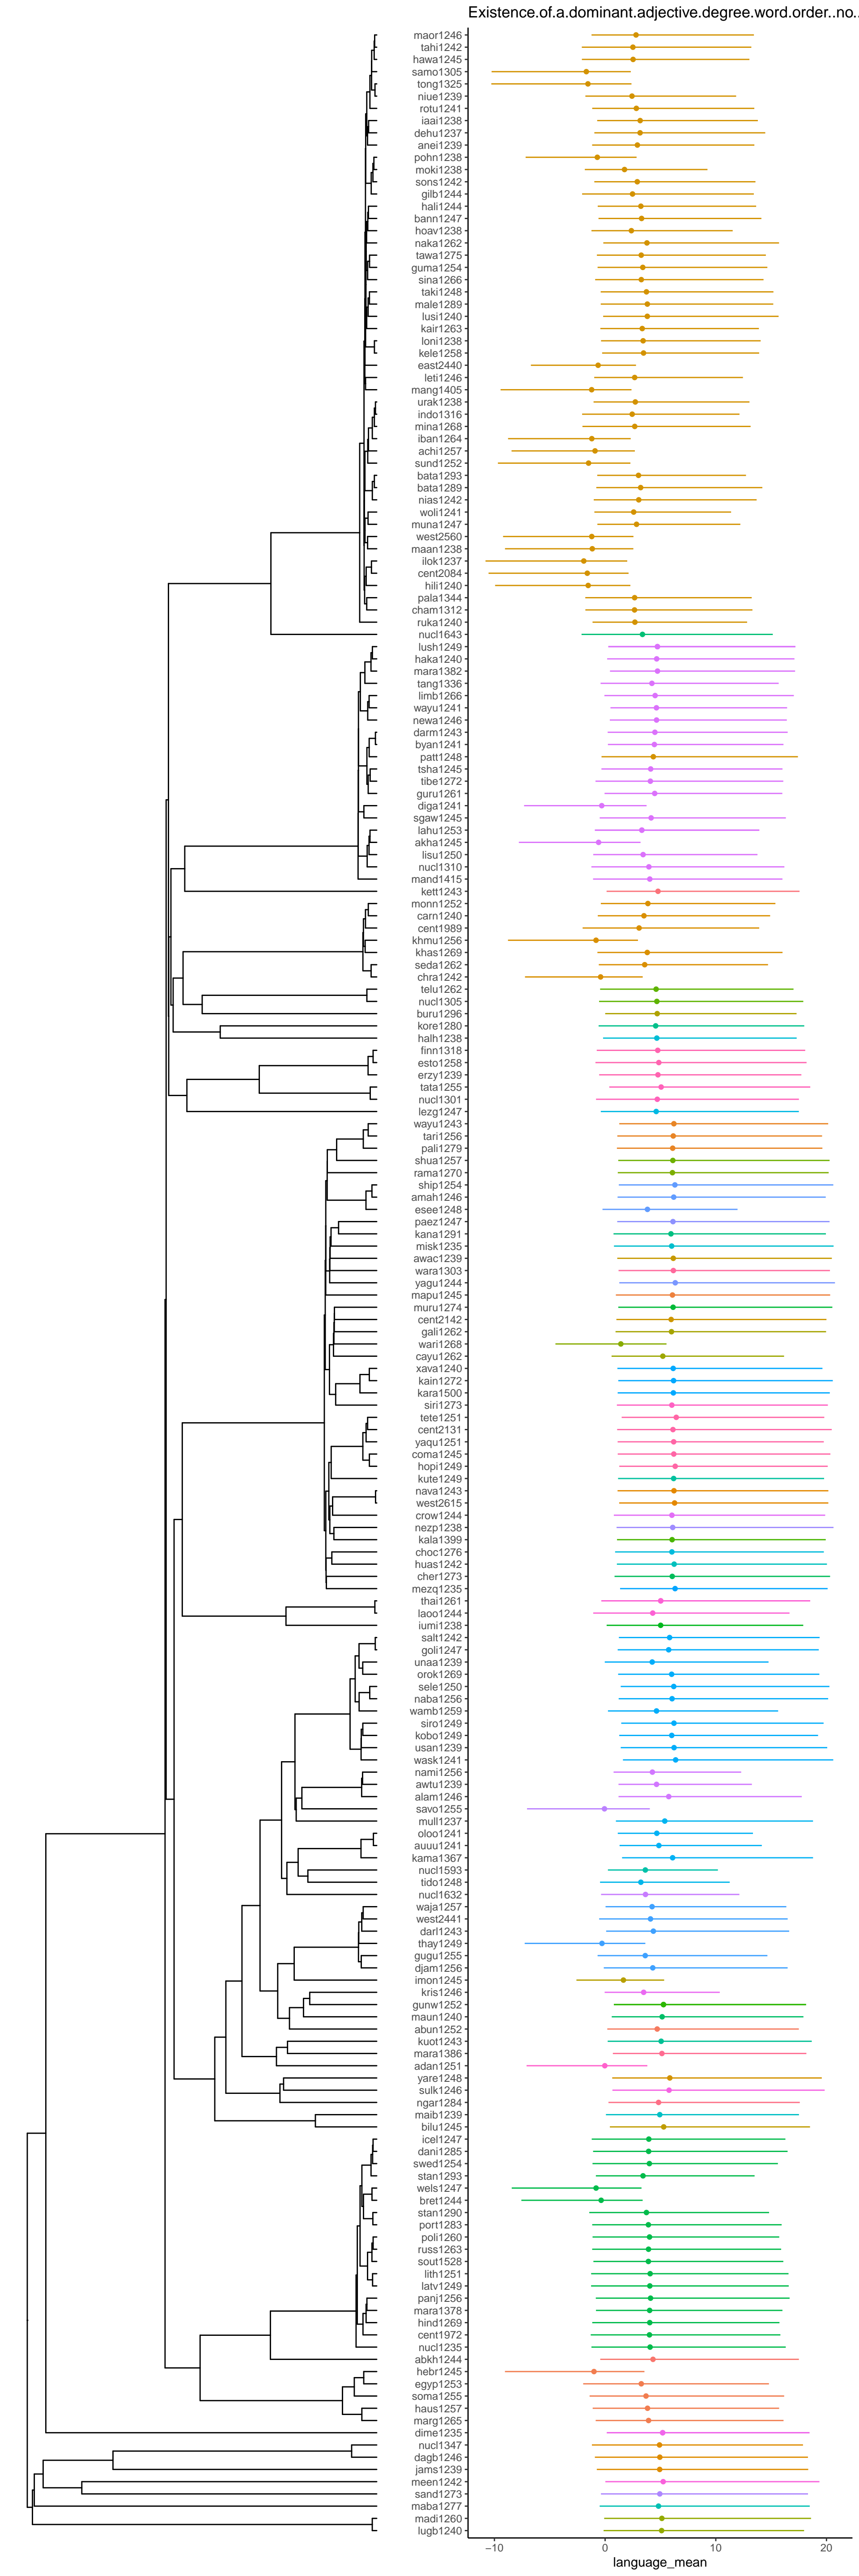 Existence.of.a.dominant.adjective.degree.word.order..no..
maor1246
tahi1242
hawa1245
samo1305
tong1325
niue1239
rotu1241
iaai1238
dehu1237
anei1239
pohn1238
moki1238
sons1242
gilb1244
hali1244
bann1247
hoav1238
naka1262
tawa1275
guma1254
sina1266
taki1248
male1289
lusi1240
kair1263
loni1238
kele1258
east2440
leti1246
mang1405
urak1238
indo1316
mina1268
iban1264
achi1257
sund1252
bata1293
bata1289
nias1242
woli1241
muna1247
west2560
maan1238
ilok1237
cent2084
hili1240
pala1344
cham1312
ruka1240
nucl1643
lush1249
haka1240
mara1382
tang1336
limb1266
wayu1241
newa1246
darm1243
byan1241
patt1248
tsha1245
tibe1272
guru1261
diga1241
sgaw1245
lahu1253
akha1245
lisu1250
nucl1310
mand1415
kett1243
monn1252
carn1240
cent1989
khmu1256
khas1269
seda1262
chra1242
telu1262
nucl1305
buru1296
kore1280
halh1238
finn1318
esto1258
erzy1239
tata1255
nucl1301
lezg1247
wayu1243
tari1256
pali1279
shua1257
rama1270
ship1254
amah1246
esee1248
paez1247
kana1291
misk1235
awac1239
wara1303
yagu1244
mapu1245
muru1274
cent2142
gali1262
wari1268
cayu1262
xava1240
kain1272
kara1500
siri1273
tete1251
cent2131
yaqu1251
coma1245
hopi1249
kute1249
nava1243
west2615
crow1244
nezp1238
kala1399
choc1276
huas1242
cher1273
mezq1235
thai1261
laoo1244
iumi1238
salt1242
goli1247
unaa1239
orok1269
sele1250
naba1256
wamb1259
siro1249
kobo1249
usan1239
wask1241
nami1256
awtu1239
alam1246
savo1255
mull1237
oloo1241
auuu1241
kama1367
nucl1593
tido1248
nucl1632
waja1257
west2441
darl1243
thay1249
gugu1255
djam1256
imon1245
kris1246
gunw1252
maun1240
abun1252
kuot1243
mara1386
adan1251
yare1248
sulk1246
ngar1284
maib1239
bilu1245
icel1247
dani1285
swed1254
stan1293
wels1247
bret1244
stan1290
port1283
poli1260
russ1263
sout1528
lith1251
latv1249
panj1256
mara1378
hind1269
cent1972
nucl1235
abkh1244
hebr1245
egyp1253
soma1255
haus1257
marg1265
dime1235
nucl1347
dagb1246
jams1239
meen1242
sand1273
maba1277
madi1260
lugb1240
−10 0 10 20
language_mean